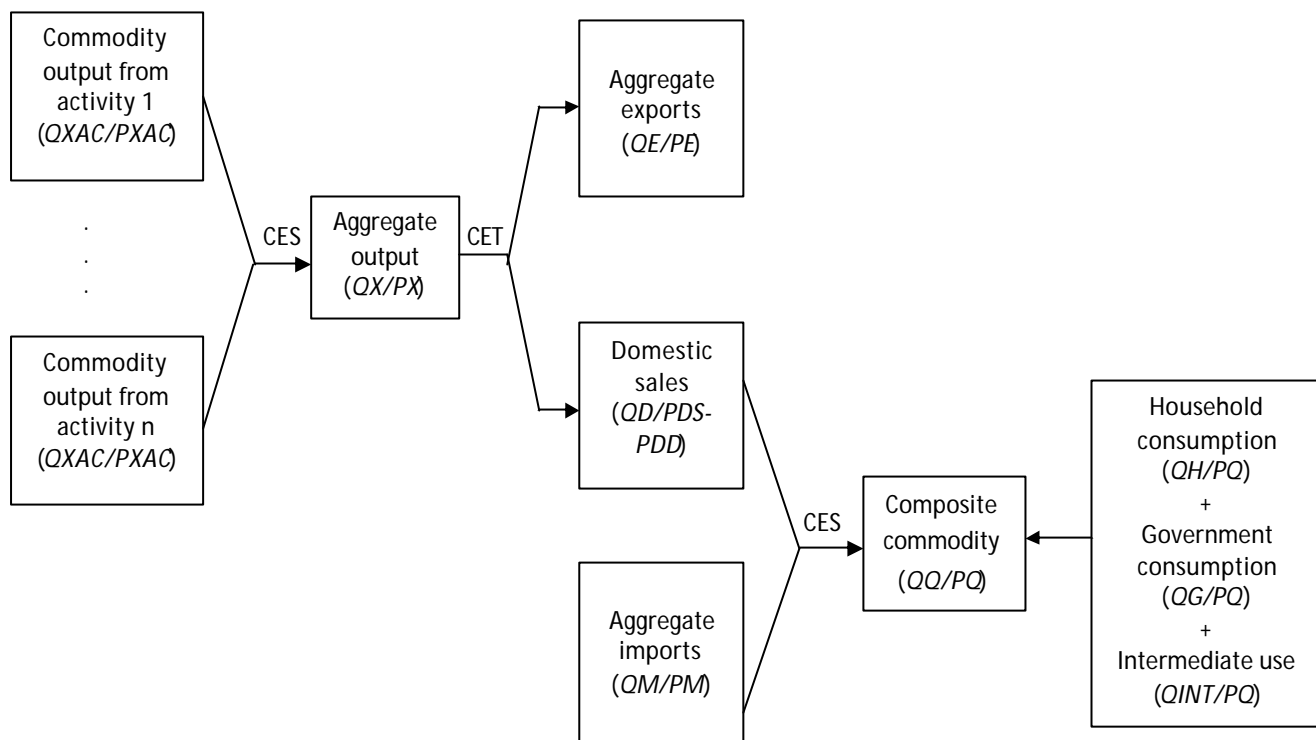 Commodity
output from
activity 1
(QXAC/PXAC)
.
.
.
Commodity
output from
activity n
(QXAC/PXAC)
CES
Aggregate
output
(QX/PX)
CET
Aggregate
exports
(QE/PE)
Domestic
sales
(QD/PDS-
PDD)
Aggregate
imports
(QM/PM)
CES
Composite
commodity
(QQ/PQ)
Household
consumption
(QH/PQ)
+
Government
consumption
(QG/PQ)
+
Intermediate use
(QINT/PQ)